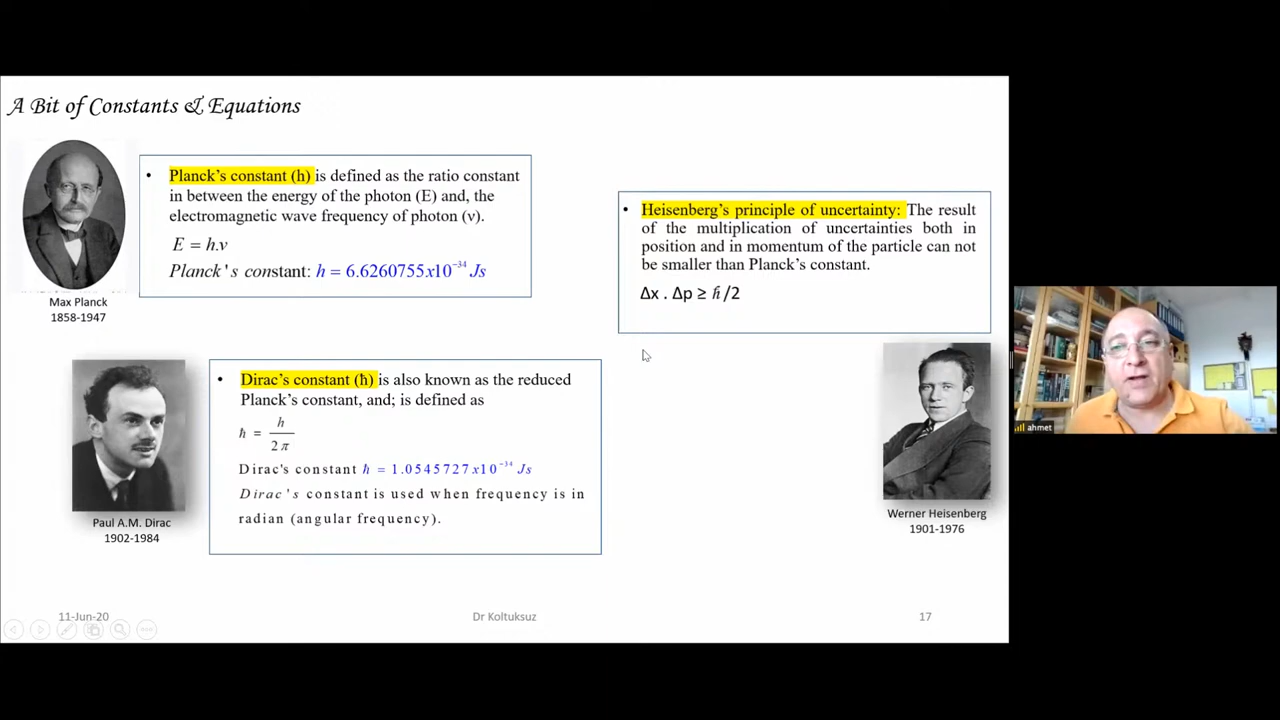 A Bit of Constants & Equations
• Planck's constant (h) is defined as the ratio constant
in between the energy of the photon (E) and, the
electromagnetic wave frequency of photon (ν).
E = h.v
Planck's constant: h = 6.6260755x10⁻³⁴ Js
Max Planck
1858-1947
• Heisenberg's principle of uncertainty: The result
of the multiplication of uncertainties both in
position and in momentum of the particle can not
be smaller than Planck's constant.
Δx . Δp ≥ ℏ/2
ahmet
• Dirac's constant (ħ) is also known as the reduced
Planck's constant, and; is defined as
ħ = h / 2π
Dirac's constant ħ = 1.0545727x10⁻³⁴ Js
Dirac's constant is used when frequency is in
radian (angular frequency).
Paul A.M. Dirac
1902-1984
Werner Heisenberg
1901-1976
11-Jun-20
Dr Koltuksuz
17